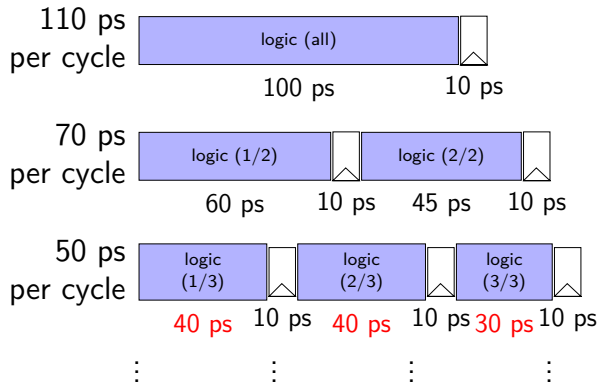 110 ps
per cycle
logic (all)
100 ps
10 ps
70 ps
per cycle
logic (1/2)
logic (2/2)
60 ps
10 ps
45 ps
10 ps
50 ps
per cycle
logic
(1/3)
logic
(2/3)
logic
(3/3)
40 ps
10 ps
40 ps
10 ps
30 ps
10 ps